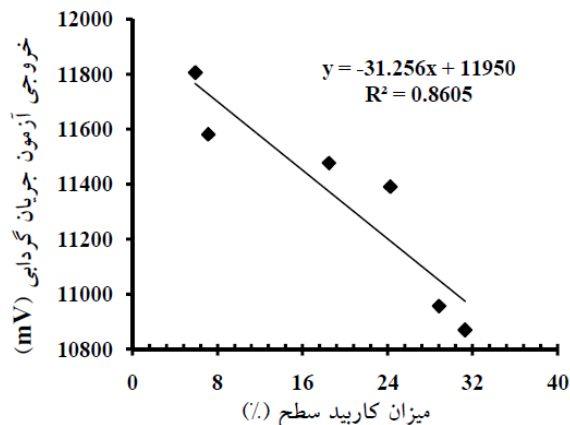 12000
11800
11600
11400
11200
11000
10800
خروجی آزمون جریان گردابی (mV)
y = -31.256x + 11950
R² = 0.8605
0 8 16 24 32 40
میزان کاربید سطح (٪)